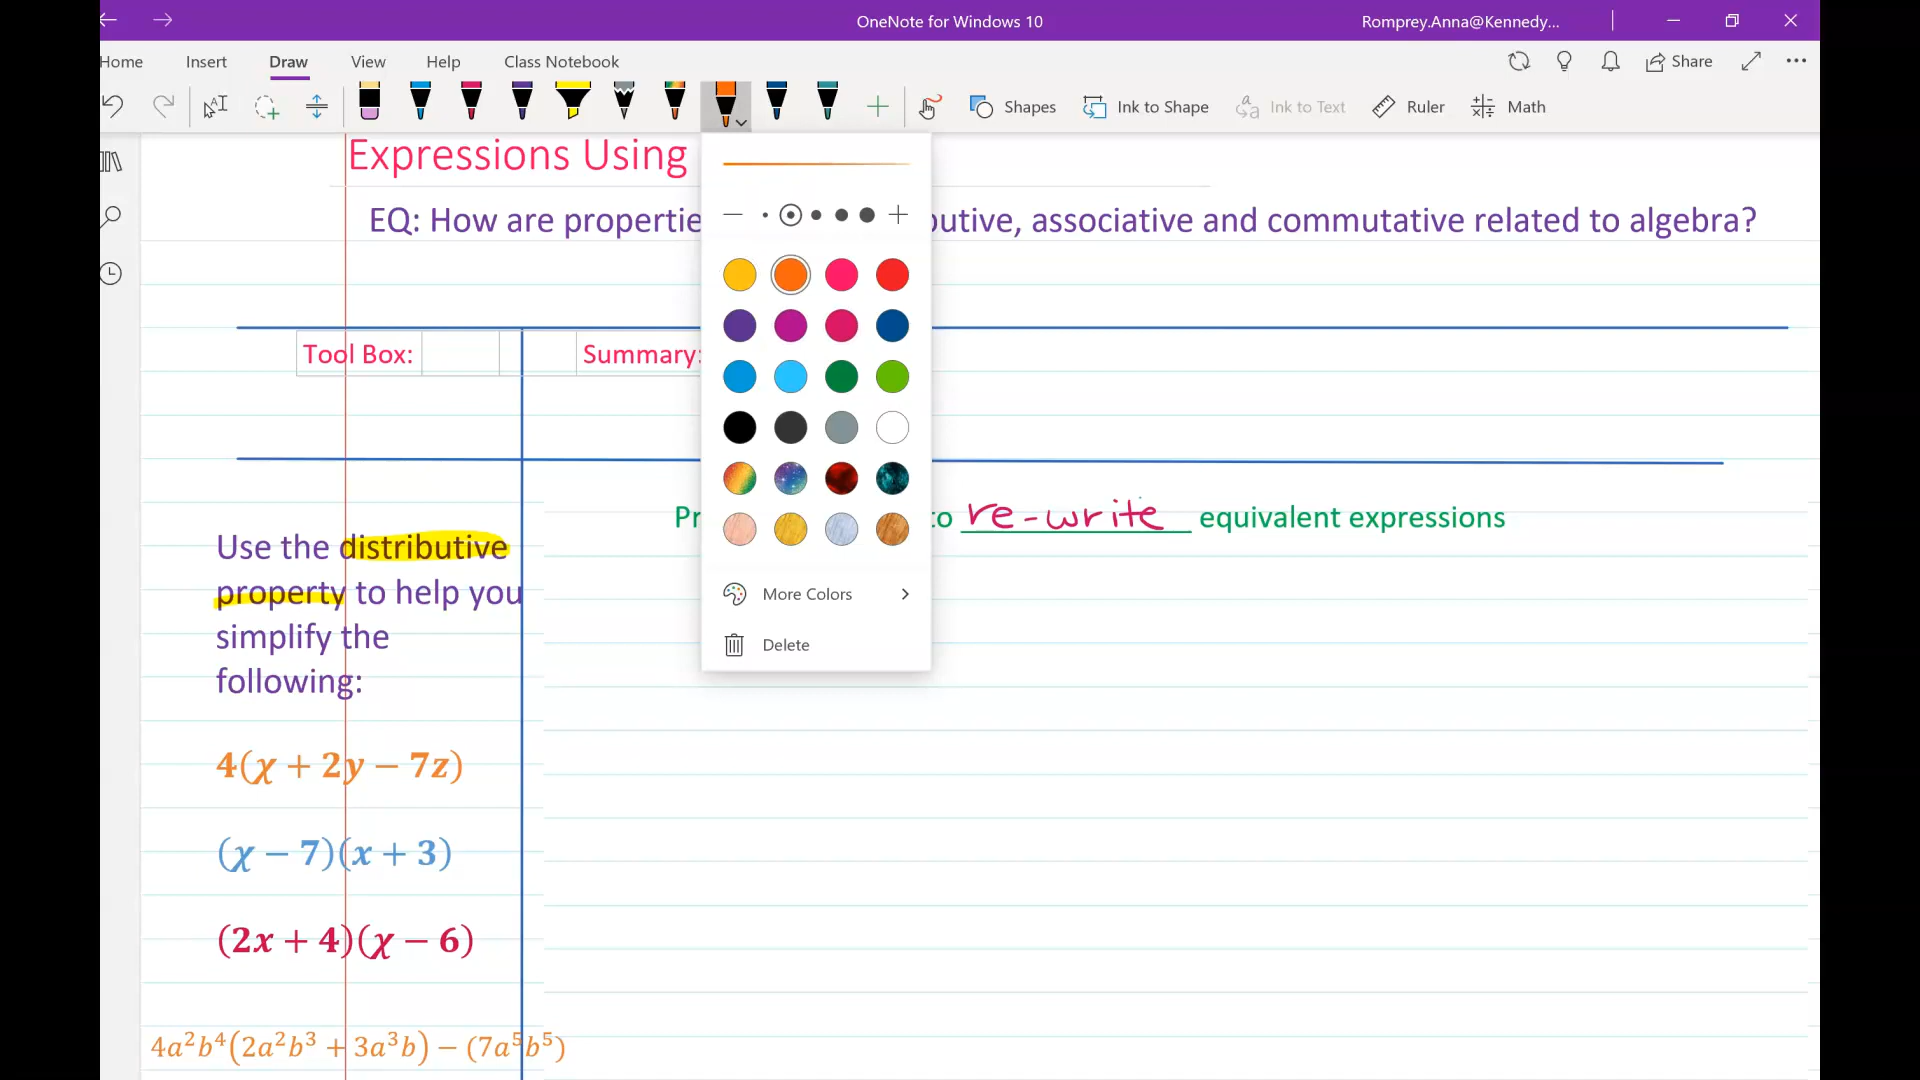 OneNote for Windows 10
Romprey.Anna@Kennedy...
Home Insert Draw View Help Class Notebook Share
Shapes Ink to Shape Ink to Text Ruler Math
Expressions Using
EQ: How are propertie butive, associative and commutative related to algebra?
Tool Box: Summary:
Pr to re-write equivalent expressions
Use the distributive
property to help you
simplify the
following:
More Colors
Delete
4(χ + 2y − 7z)
(χ − 7)(x + 3)
(2x + 4)(χ − 6)
4a²b⁴(2a²b³ + 3a³b) − (7a⁵b⁵)